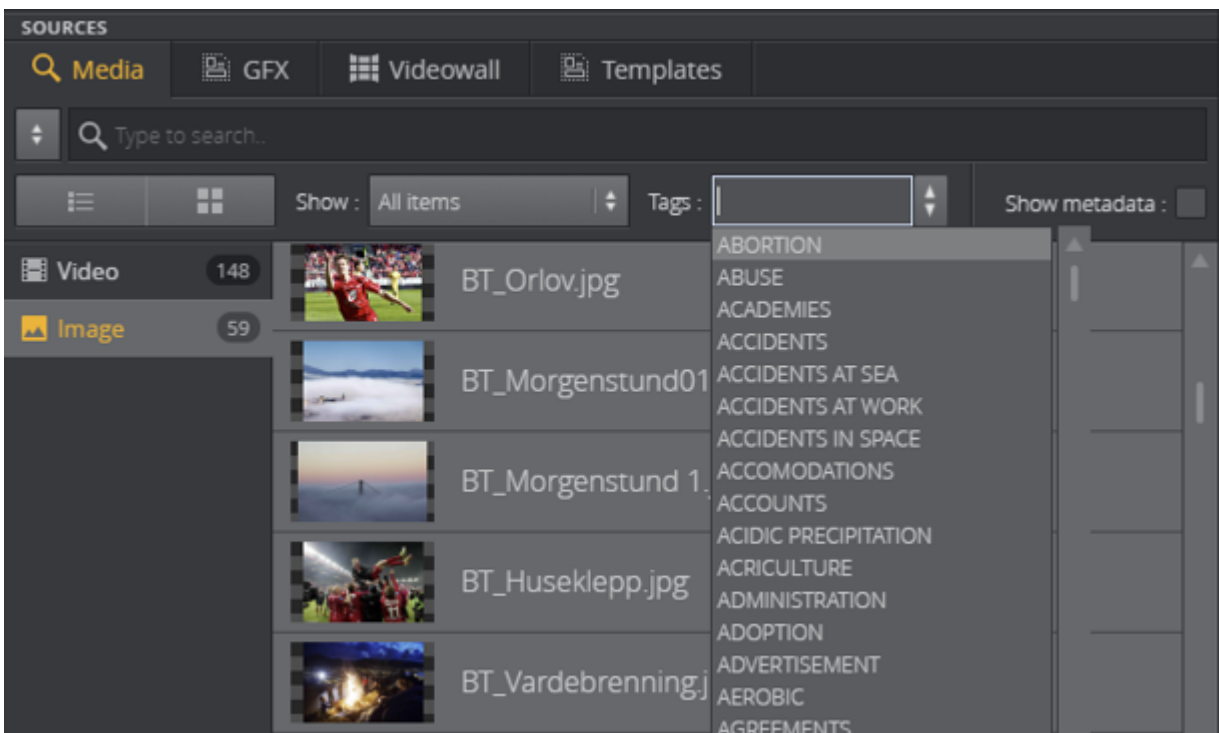 SOURCES
Media GFX Videowall Templates
Type to search..
Show : All items Tags : Show metadata :
Video 148
Image 59
BT_Orlov.jpg
BT_Morgenstund01
BT_Morgenstund 1.
BT_Huseklepp.jpg
BT_Vardebrenning.j
ABORTION
ABUSE
ACADEMIES
ACCIDENTS
ACCIDENTS AT SEA
ACCIDENTS AT WORK
ACCIDENTS IN SPACE
ACCOMODATIONS
ACCOUNTS
ACIDIC PRECIPITATION
ACRICULTURE
ADMINISTRATION
ADOPTION
ADVERTISEMENT
AEROBIC
AGREEMENTS